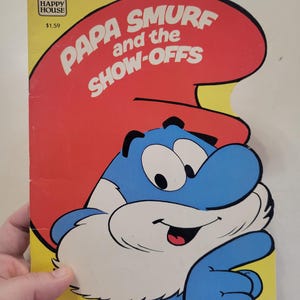 HAPPY
HOUSE
$1.59
PAPA SMURF
and the
SHOW-OFFS